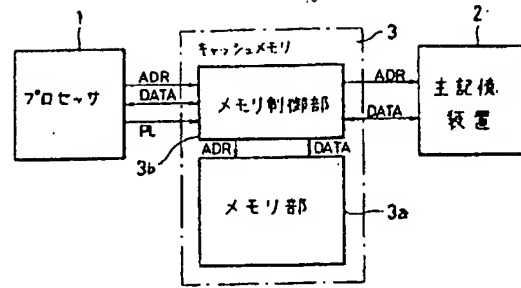 1
3
2
キャッシュメモリ
プロセッサ
ADR
DATA
PL
メモリ制御部
ADR
DATA
主記憶
装置
3b
ADR
DATA
メモリ部
3a